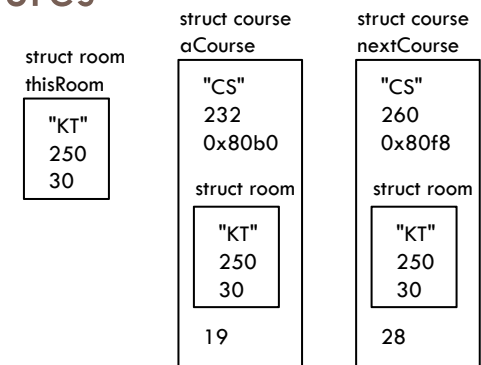 struct room
thisRoom
"KT"
250
30
struct course
aCourse
"CS"
232
0x80b0
struct room
"KT"
250
30
19
struct course
nextCourse
"CS"
260
0x80f8
struct room
"KT"
250
30
28